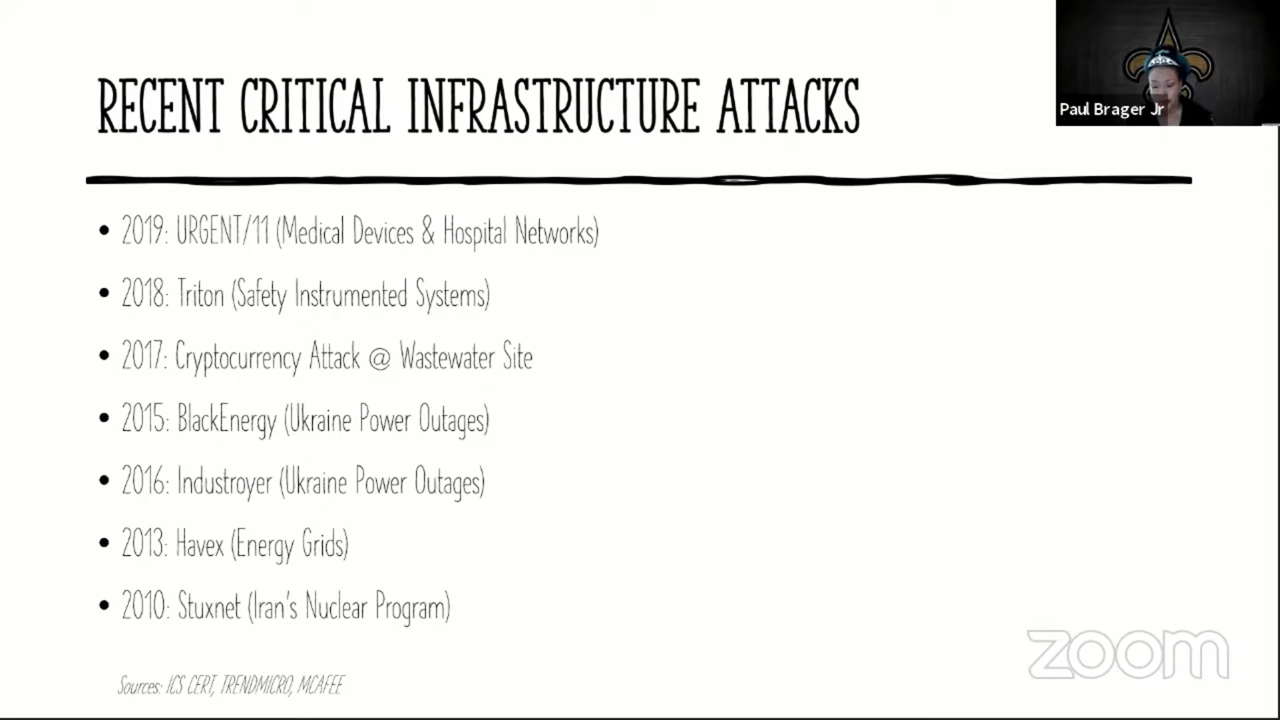 RECENT CRITICAL INFRASTRUCTURE ATTACKS
Paul Brager Jr
• 2019: URGENT/11 (Medical Devices & Hospital Networks)
• 2018: Triton (Safety Instrumented Systems)
• 2017: Cryptocurrency Attack @ Wastewater Site
• 2015: BlackEnergy (Ukraine Power Outages)
• 2016: Industroyer (Ukraine Power Outages)
• 2013: Havex (Energy Grids)
• 2010: Stuxnet (Iran's Nuclear Program)
Sources: ICS CERT, TRENDMICRO, MCAFEE
zoom